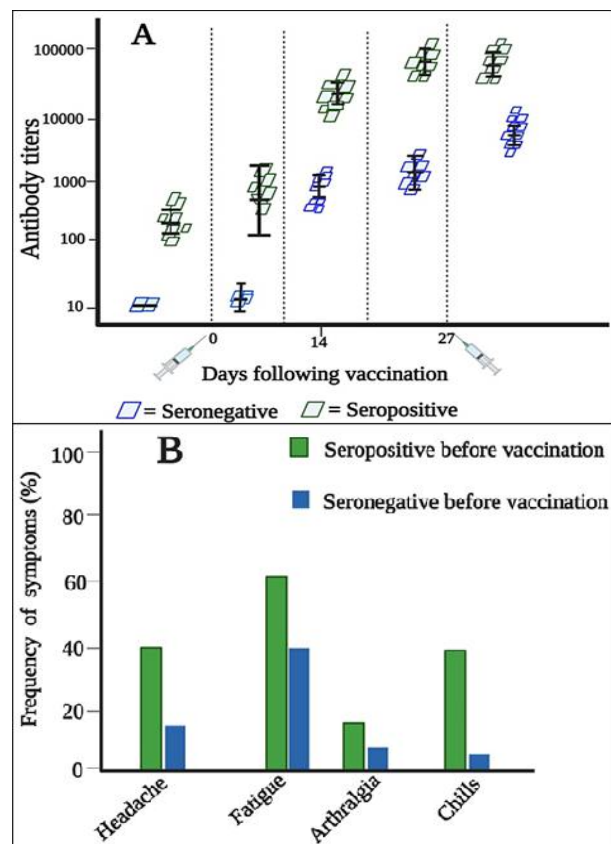 A
Antibody titers
100000
10000
1000
100
10
0
14
27
Days following vaccination
= Seronegative
= Seropositive
B
Frequency of symptoms (%)
100
80
60
40
20
0
Seropositive before vaccination
Seronegative before vaccination
Headache
Fatigue
Arthralgia
Chills